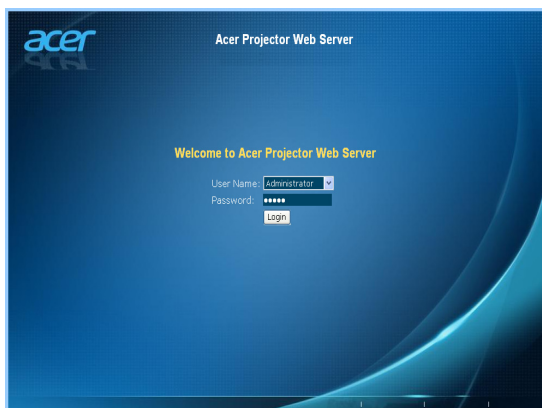 acer
Acer Projector Web Server
Welcome to Acer Projector Web Server
User Name: Administrator
Password: •••••
Login